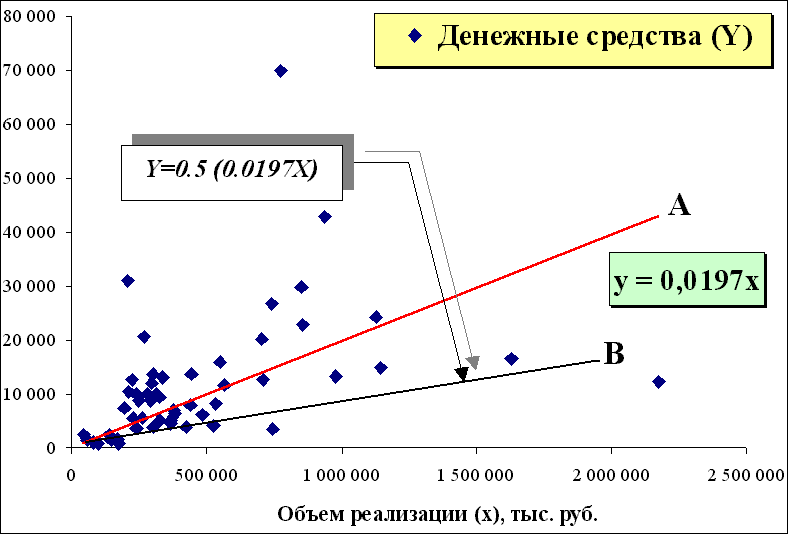 80 000
Денежные средства (Y)
70 000
60 000
50 000
Y=0.5 (0.0197X)
A
40 000
y = 0,0197x
30 000
20 000
B
10 000
0
0 500 000 1 000 000 1 500 000 2 000 000 2 500 000
Объем реализации (x), тыс. руб.